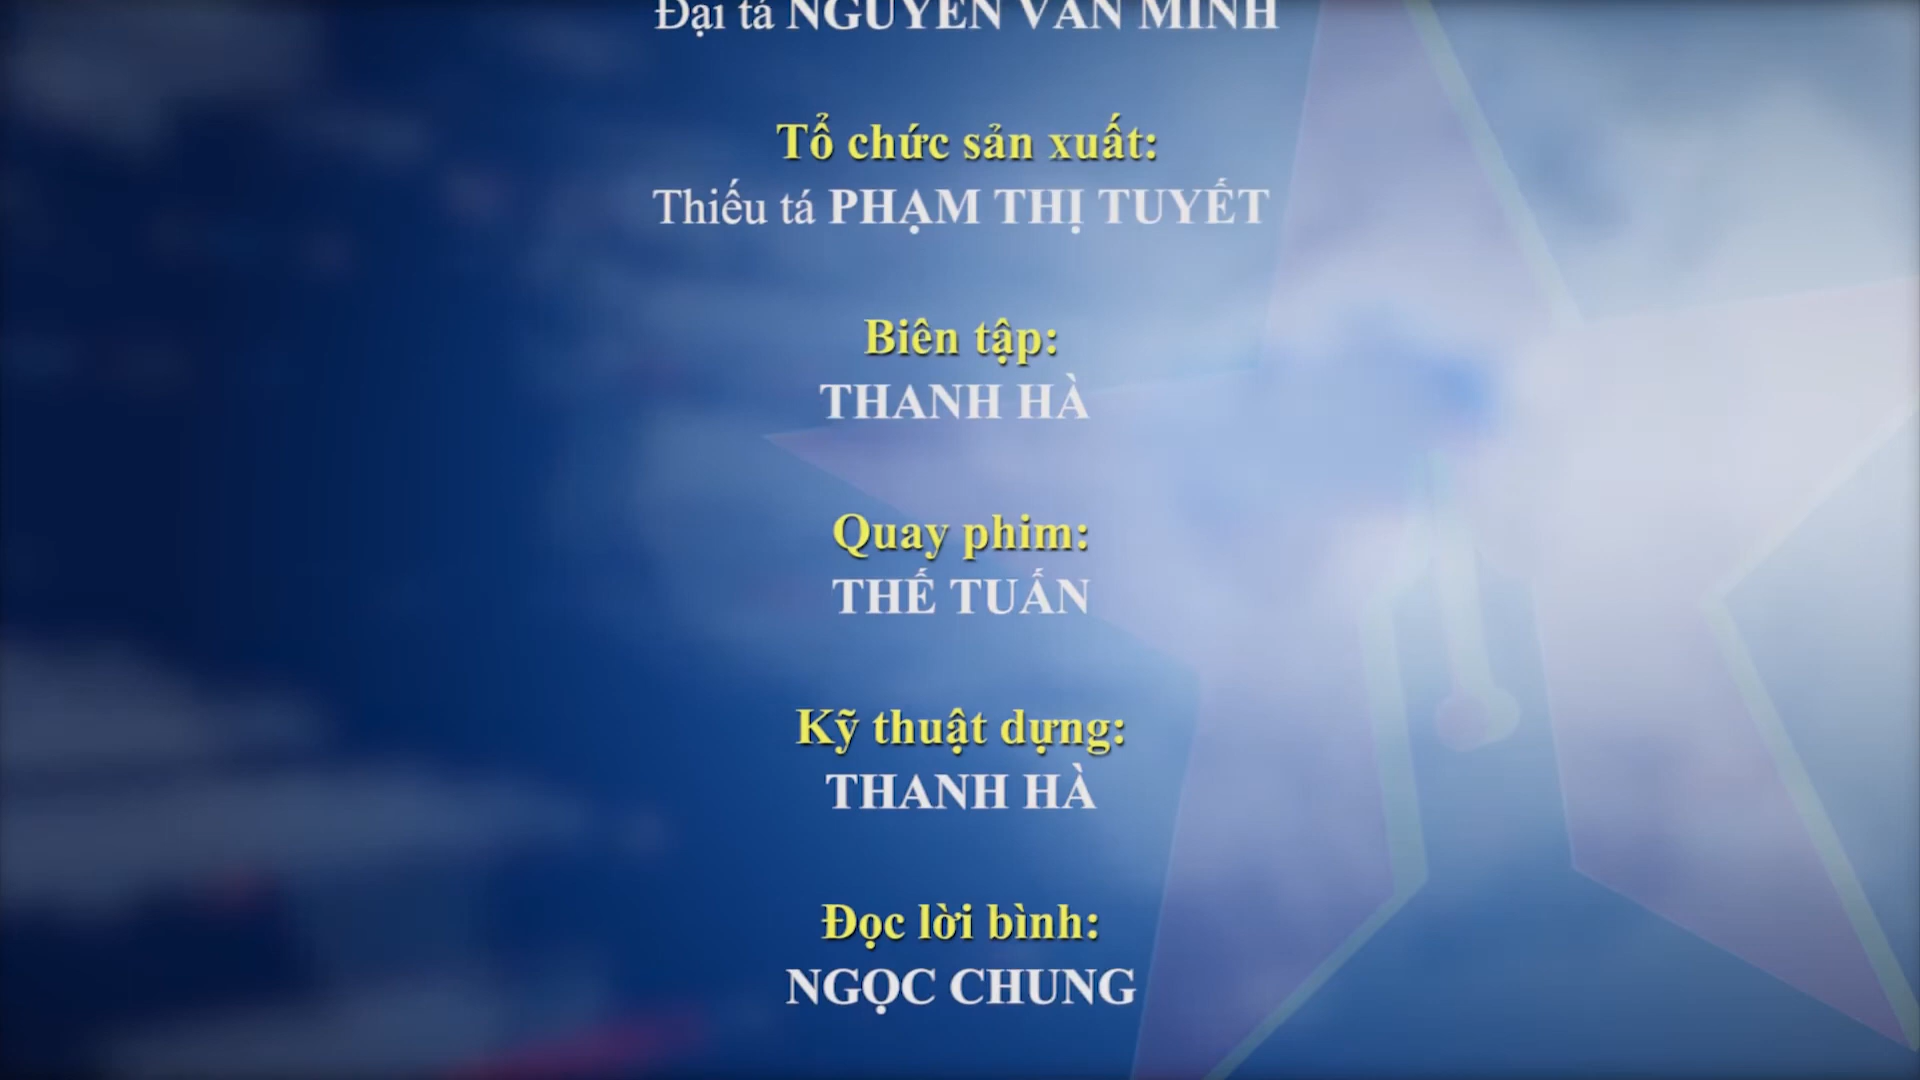 Đại tá NGUYỄN VĂN MINH
Tổ chức sản xuất:
Thiếu tá PHẠM THỊ TUYẾT
Biên tập:
THANH HÀ
Quay phim:
THẾ TUẤN
Kỹ thuật dựng:
THANH HÀ
Đọc lời bình:
NGỌC CHUNG